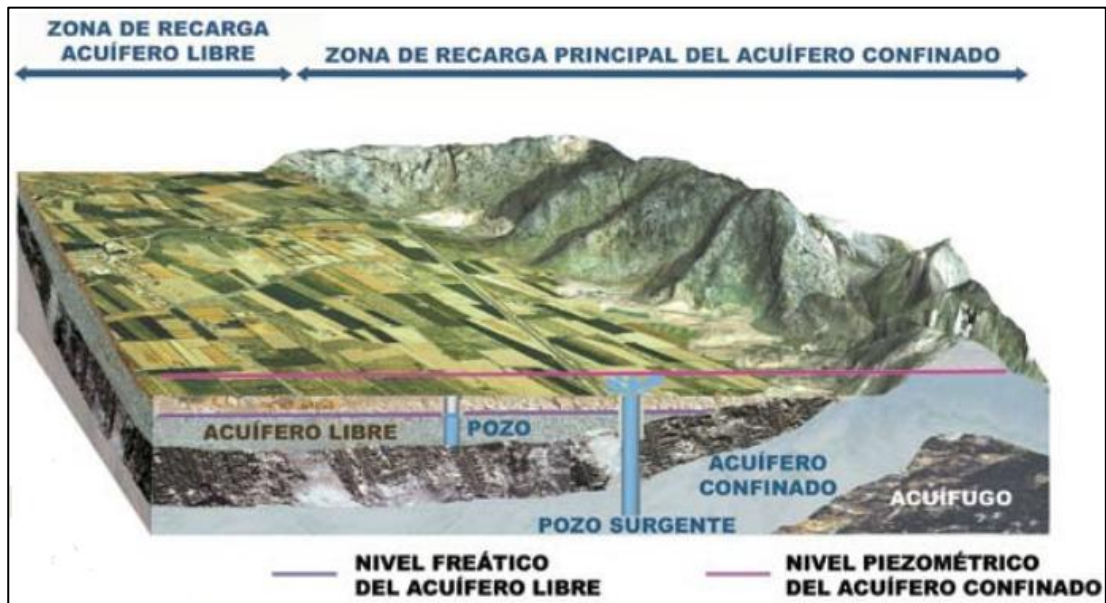 ZONA DE RECARGA
ACUÍFERO LIBRE
ZONA DE RECARGA PRINCIPAL DEL ACUÍFERO CONFINADO
ACUÍFERO LIBRE
POZO
ACUÍFERO
CONFINADO
ACUÍFUGO
POZO SURGENTE
NIVEL FREÁTICO
DEL ACUÍFERO LIBRE
NIVEL PIEZOMÉTRICO
DEL ACUÍFERO CONFINADO